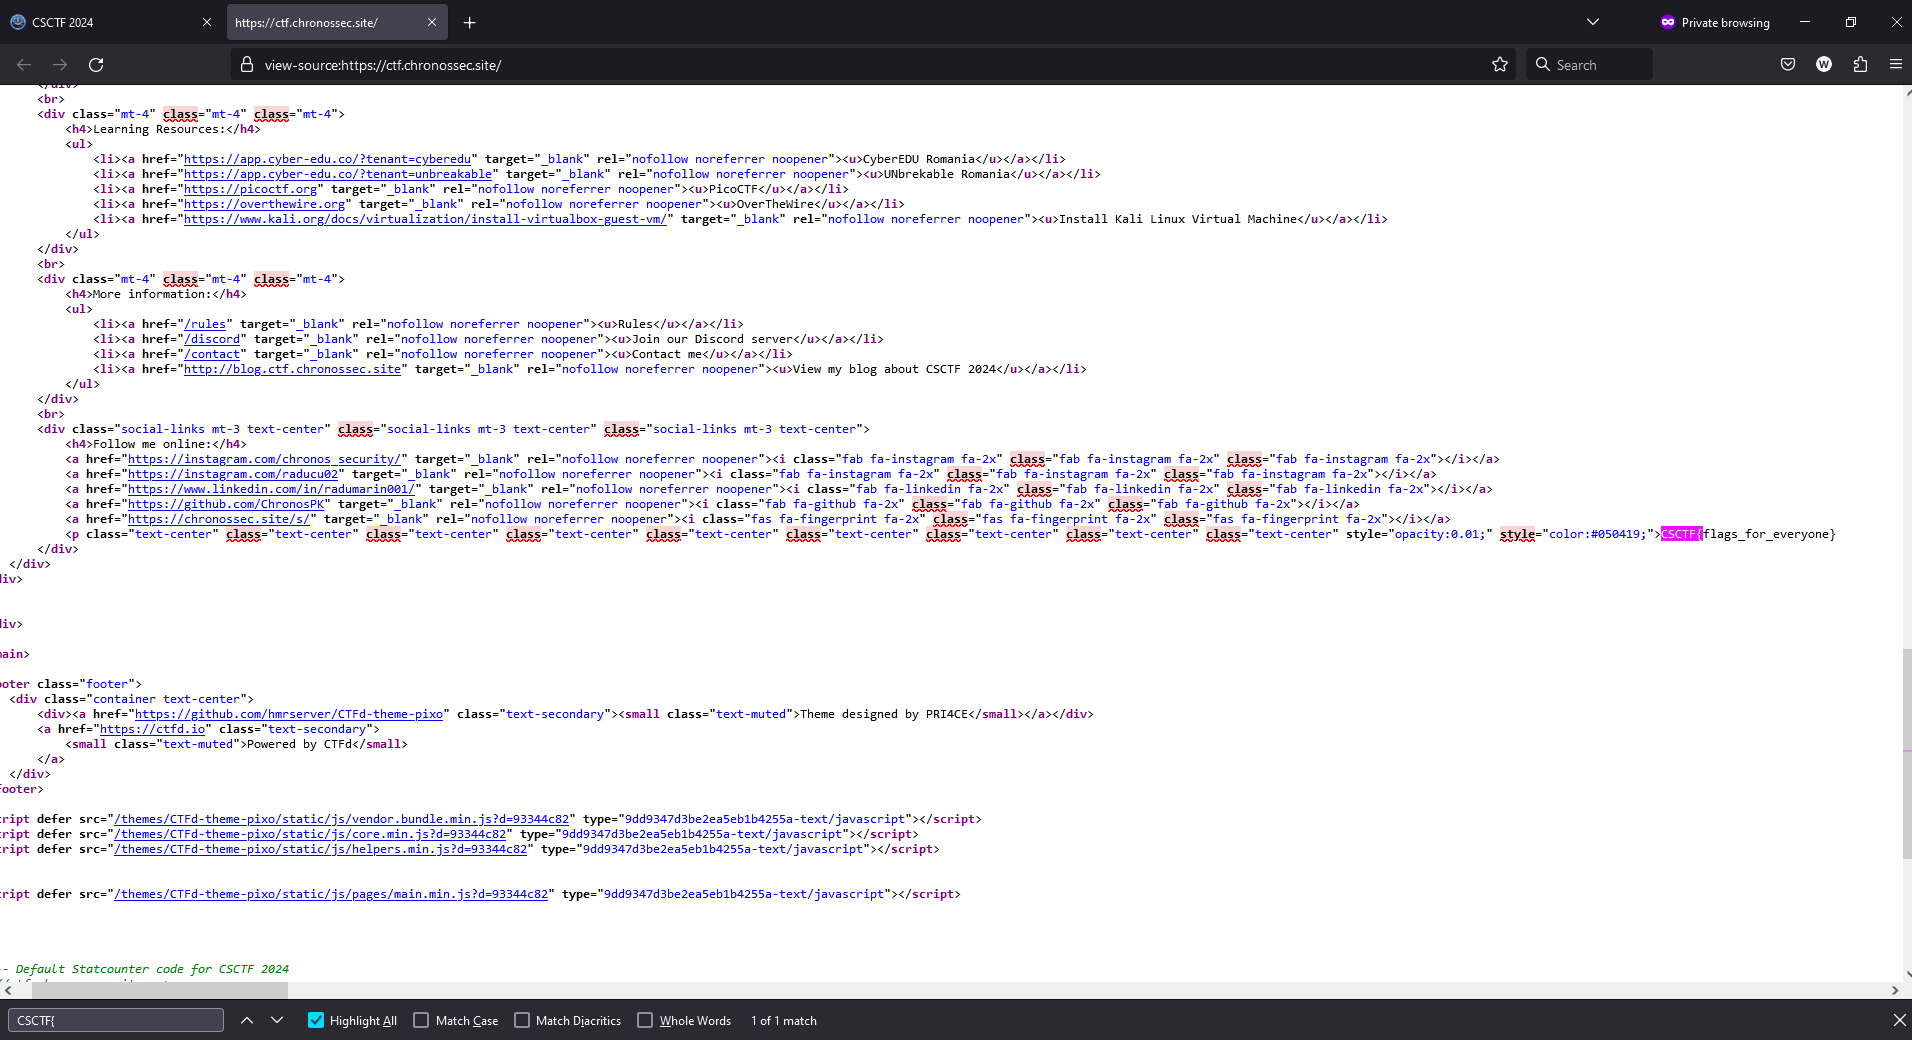 CSCTF 2024
https://ctf.chronossec.site/
Private browsing
view-source:https://ctf.chronossec.site/
Search
</div>
<br>
<div class="mt-4" class="mt-4" class="mt-4">
<h4>Learning Resources:</h4>
<ul>
<li><a href="https://app.cyber-edu.co/?tenant=cyberedu" target="_blank" rel="nofollow noreferrer noopener"><u>CyberEDU Romania</u></a></li>
<li><a href="https://app.cyber-edu.co/?tenant=unbreakable" target="_blank" rel="nofollow noreferrer noopener"><u>UNbrekable Romania</u></a></li>
<li><a href="https://picoctf.org" target="_blank" rel="nofollow noreferrer noopener"><u>PicoCTF</u></a></li>
<li><a href="https://overthewire.org" target="_blank" rel="nofollow noreferrer noopener"><u>OverTheWire</u></a></li>
<li><a href="https://www.kali.org/docs/virtualization/install-virtualbox-guest-vm/" target="_blank" rel="nofollow noreferrer noopener"><u>Install Kali Linux Virtual Machine</u></a></li>
</ul>
</div>
<br>
<div class="mt-4" class="mt-4" class="mt-4">
<h4>More information:</h4>
<ul>
<li><a href="/rules" target="_blank" rel="nofollow noreferrer noopener"><u>Rules</u></a></li>
<li><a href="/discord" target="_blank" rel="nofollow noreferrer noopener"><u>Join our Discord server</u></a></li>
<li><a href="/contact" target="_blank" rel="nofollow noreferrer noopener"><u>Contact me</u></a></li>
<li><a href="http://blog.ctf.chronossec.site" target="_blank" rel="nofollow noreferrer noopener"><u>View my blog about CSCTF 2024</u></a></li>
</ul>
</div>
<br>
<div class="social-links mt-3 text-center" class="social-links mt-3 text-center" class="social-links mt-3 text-center">
<h4>Follow me online:</h4>
<a href="https://instagram.com/chronos_security/" target="_blank" rel="nofollow noreferrer noopener"><i class="fab fa-instagram fa-2x" class="fab fa-instagram fa-2x" class="fab fa-instagram fa-2x"></i></a>
<a href="https://instagram.com/raducu02" target="_blank" rel="nofollow noreferrer noopener"><i class="fab fa-instagram fa-2x" class="fab fa-instagram fa-2x" class="fab fa-instagram fa-2x"></i></a>
<a href="https://www.linkedin.com/in/radumarin001/" target="_blank" rel="nofollow noreferrer noopener"><i class="fab fa-linkedin fa-2x" class="fab fa-linkedin fa-2x" class="fab fa-linkedin fa-2x"></i></a>
<a href="https://github.com/ChronosPK" target="_blank" rel="nofollow noreferrer noopener"><i class="fab fa-github fa-2x" class="fab fa-github fa-2x" class="fab fa-github fa-2x"></i></a>
<a href="https://chronossec.site/s/" target="_blank" rel="nofollow noreferrer noopener"><i class="fas fa-fingerprint fa-2x" class="fas fa-fingerprint fa-2x" class="fas fa-fingerprint fa-2x"></i></a>
<p class="text-center" class="text-center" class="text-center" class="text-center" class="text-center" class="text-center" class="text-center" class="text-center" class="text-center" style="opacity:0.01;" style="color:#050419;">CSCTF{flags_for_everyone}
</div>
</div>
div>
div>
main>
ooter class="footer">
<div class="container text-center">
<div><a href="https://github.com/hmrserver/CTFd-theme-pixo" class="text-secondary"><small class="text-muted">Theme designed by PRI4CE</small></a></div>
<a href="https://ctfd.io" class="text-secondary">
<small class="text-muted">Powered by CTFd</small>
</a>
</div>
footer>
cript defer src="/themes/CTFd-theme-pixo/static/js/vendor.bundle.min.js?d=93344c82" type="9dd9347d3be2ea5eb1b4255a-text/javascript"></script>
cript defer src="/themes/CTFd-theme-pixo/static/js/core.min.js?d=93344c82" type="9dd9347d3be2ea5eb1b4255a-text/javascript"></script>
cript defer src="/themes/CTFd-theme-pixo/static/js/helpers.min.js?d=93344c82" type="9dd9347d3be2ea5eb1b4255a-text/javascript"></script>
cript defer src="/themes/CTFd-theme-pixo/static/js/pages/main.min.js?d=93344c82" type="9dd9347d3be2ea5eb1b4255a-text/javascript"></script>
-- Default Statcounter code for CSCTF 2024
CSCTF{
Highlight All
Match Case
Match Diacritics
Whole Words
1 of 1 match